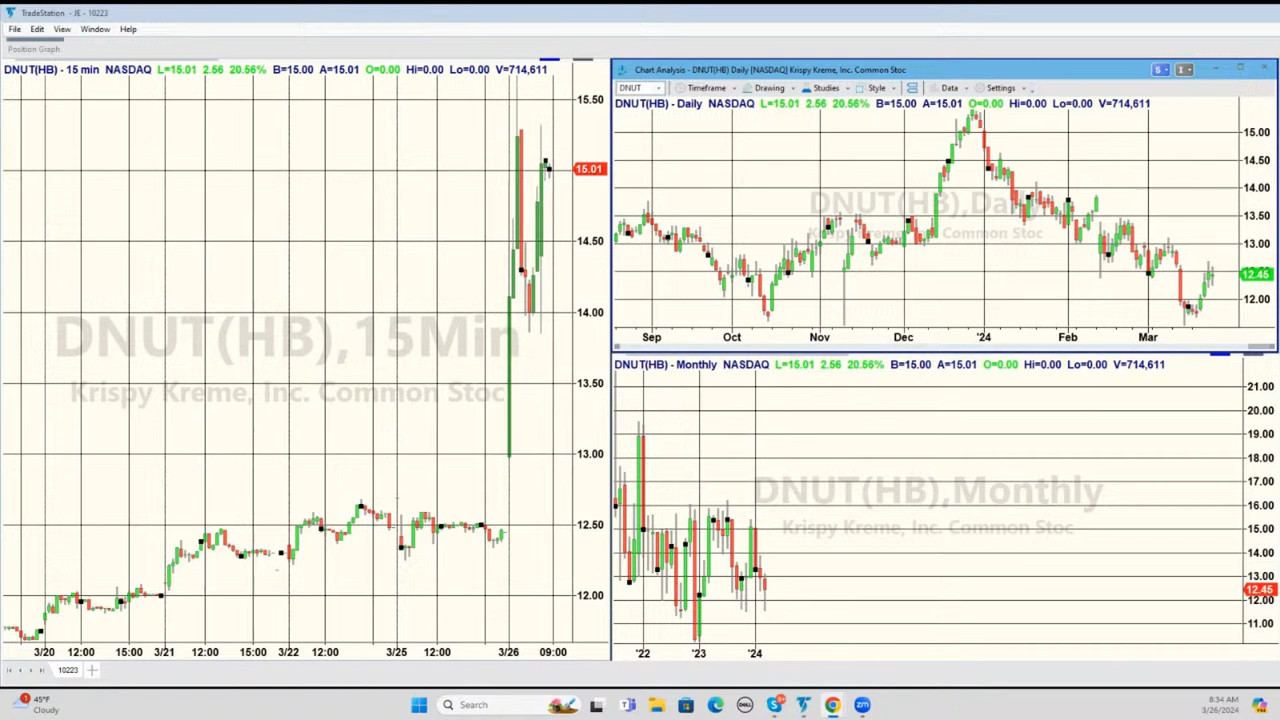 TradeStation - JE - 10223
File Edit View Window Help
Position Graph
DNUT(HB) - 15 min NASDAQ L=15.01 2.56 20.56% B=15.00 A=15.01 O=0.00 Hi=0.00 Lo=0.00 V=714,611
15.50
15.01
14.50
14.00
13.50
13.00
12.50
12.00
DNUT(HB),15Min
Krispy Kreme, Inc. Common Stoc
3/20 12:00 15:00 3/21 12:00 15:00 3/22 12:00 3/25 12:00 3/26 09:00
10223
Chart Analysis - DNUT(HB) Daily [NASDAQ] Krispy Kreme, Inc. Common Stock
S I
DNUT Timeframe Drawing Studies Style Data Settings
DNUT(HB) - Daily NASDAQ L=15.01 2.56 20.56% B=15.00 A=15.01 O=0.00 Hi=0.00 Lo=0.00 V=714,611
15.00
14.50
14.00
13.50
13.00
12.45
12.00
DNUT(HB),Daily
Krispy Kreme, Inc. Common Stoc
Sep Oct Nov Dec '24 Feb Mar
DNUT(HB) - Monthly NASDAQ L=15.01 2.56 20.56% B=15.00 A=15.01 O=0.00 Hi=0.00 Lo=0.00 V=714,611
21.00
20.00
19.00
18.00
17.00
16.00
15.00
14.00
13.00
12.45
12.00
11.00
DNUT(HB),Monthly
Krispy Kreme, Inc. Common Stoc
'22 '23 '24
1
45°F
Cloudy
Search
DELL
zm
8:34 AM
3/26/2024